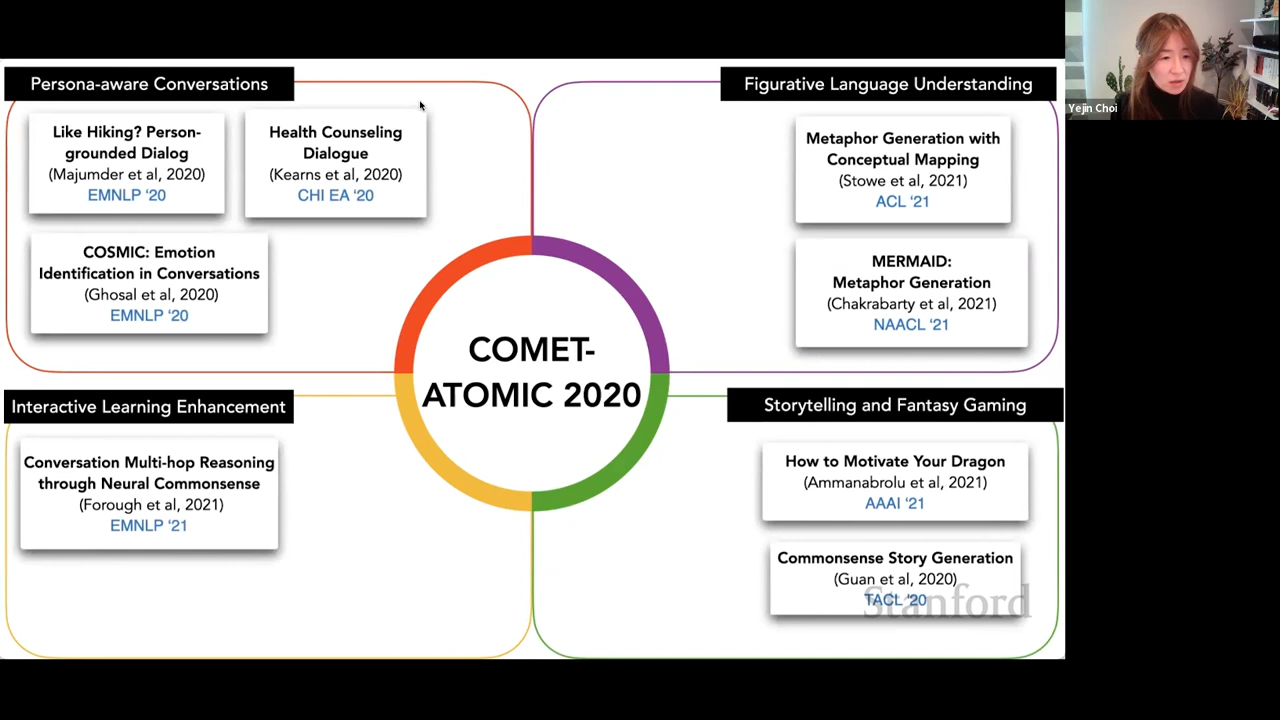 Persona-aware Conversations
Like Hiking? Person-
grounded Dialog
(Majumder et al, 2020)
EMNLP ‘20
Health Counseling
Dialogue
(Kearns et al, 2020)
CHI EA ‘20
COSMIC: Emotion
Identification in Conversations
(Ghosal et al, 2020)
EMNLP ‘20
Figurative Language Understanding
Metaphor Generation with
Conceptual Mapping
(Stowe et al, 2021)
ACL ‘21
MERMAID:
Metaphor Generation
(Chakrabarty et al, 2021)
NAACL ‘21
COMET-
ATOMIC 2020
Interactive Learning Enhancement
Conversation Multi-hop Reasoning
through Neural Commonsense
(Forough et al, 2021)
EMNLP ‘21
Storytelling and Fantasy Gaming
How to Motivate Your Dragon
(Ammanabrolu et al, 2021)
AAAI ‘21
Commonsense Story Generation
(Guan et al, 2020)
TACL ‘20
Stanford
Yejin Choi